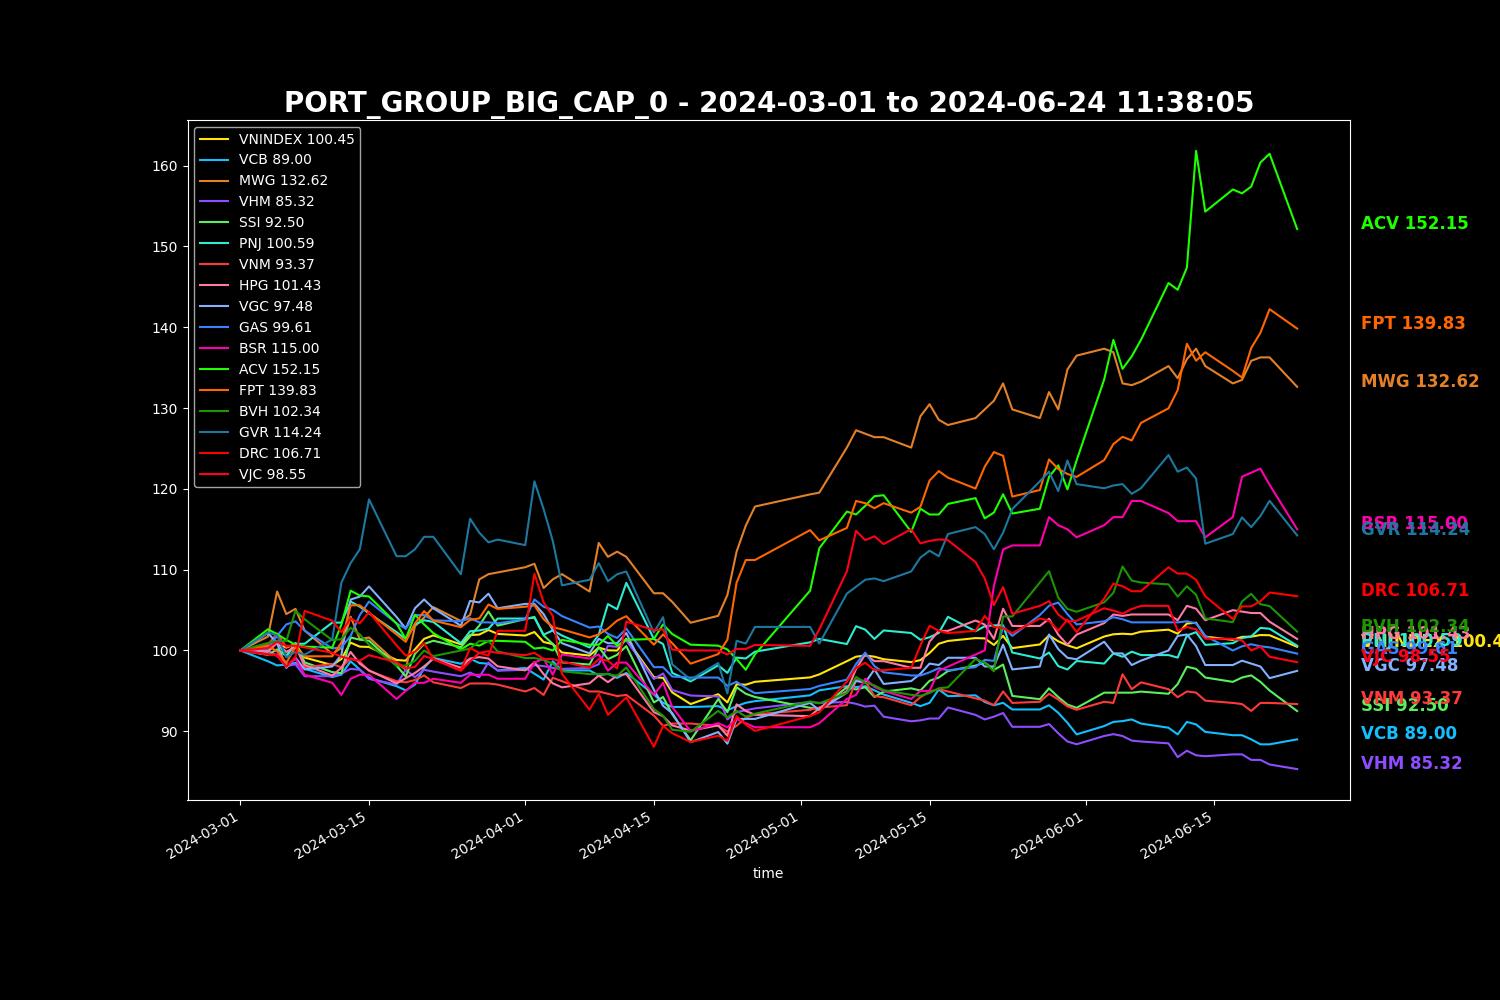 PORT_GROUP_BIG_CAP_0 - 2024-03-01 to 2024-06-24 11:38:05
VNINDEX 100.45
VCB 89.00
MWG 132.62
VHM 85.32
SSI 92.50
PNJ 100.59
VNM 93.37
HPG 101.43
VGC 97.48
GAS 99.61
BSR 115.00
ACV 152.15
FPT 139.83
BVH 102.34
GVR 114.24
DRC 106.71
VJC 98.55
160
150
140
130
120
110
100
90
2024-03-01
2024-03-15
2024-04-01
2024-04-15
2024-05-01
2024-05-15
2024-06-01
2024-06-15
time
ACV 152.15
FPT 139.83
MWG 132.62
BSR 115.00
GVR 114.24
DRC 106.71
BVH 102.34
VJC 98.55
VGC 97.48
VNM 93.37
SSI 92.50
VCB 89.00
VHM 85.32